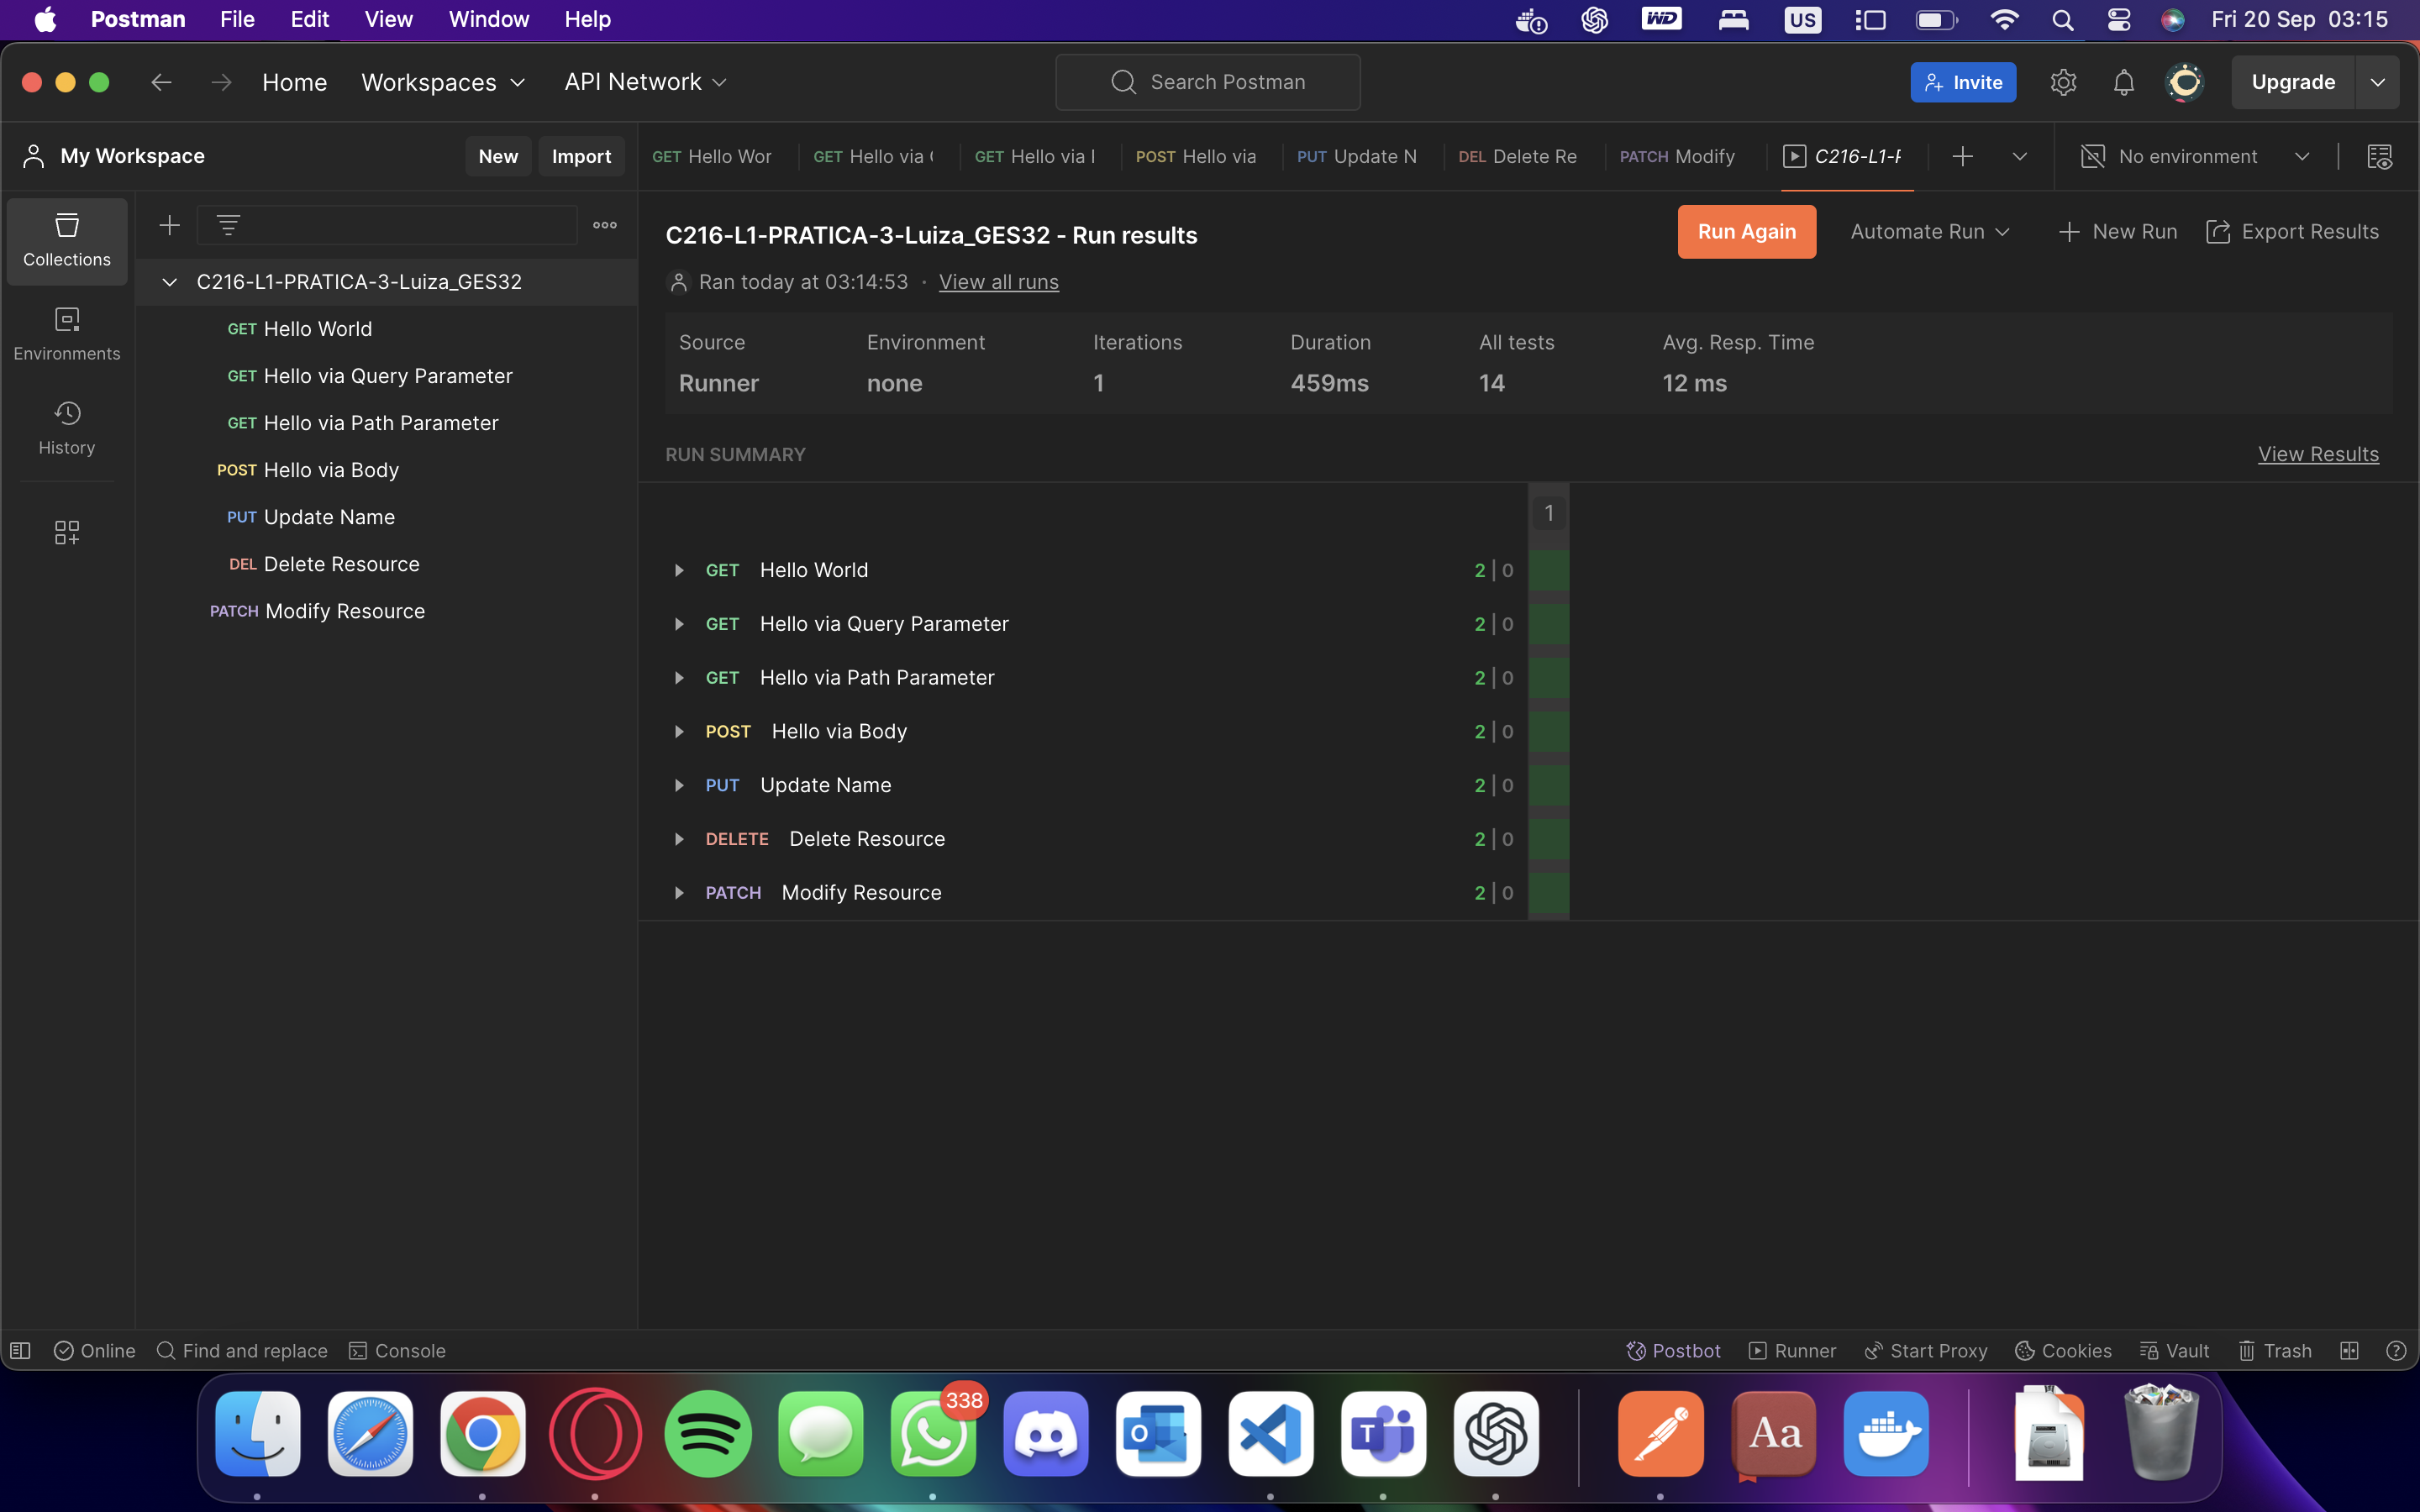 Postman File Edit View Window Help
WD US Fri 20 Sep 03:15
Home Workspaces API Network
Search Postman
Invite Upgrade
My Workspace New Import
GET Hello Wor GET Hello via GET Hello via POST Hello via PUT Update N DEL Delete Re PATCH Modify C216-L1-F No environment
Collections
Environments
History
C216-L1-PRATICA-3-Luiza_GES32
GET Hello World
GET Hello via Query Parameter
GET Hello via Path Parameter
POST Hello via Body
PUT Update Name
DEL Delete Resource
PATCH Modify Resource
C216-L1-PRATICA-3-Luiza_GES32 - Run results
Run Again Automate Run New Run Export Results
Ran today at 03:14:53 · View all runs
Source Environment Iterations Duration All tests Avg. Resp. Time
Runner none 1 459ms 14 12 ms
RUN SUMMARY View Results
1
GET Hello World 2 | 0
GET Hello via Query Parameter 2 | 0
GET Hello via Path Parameter 2 | 0
POST Hello via Body 2 | 0
PUT Update Name 2 | 0
DELETE Delete Resource 2 | 0
PATCH Modify Resource 2 | 0
Online Find and replace Console Postbot Runner Start Proxy Cookies Vault Trash
338
O
T
Aa